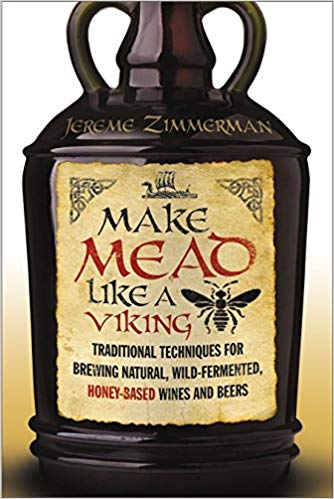 JEREME ZIMMERMAN
MAKE
MEAD
LIKE A
VIKING
TRADITIONAL TECHNIQUES FOR
BREWING NATURAL, WILD-FERMENTED,
HONEY-BASED WINES AND BEERS